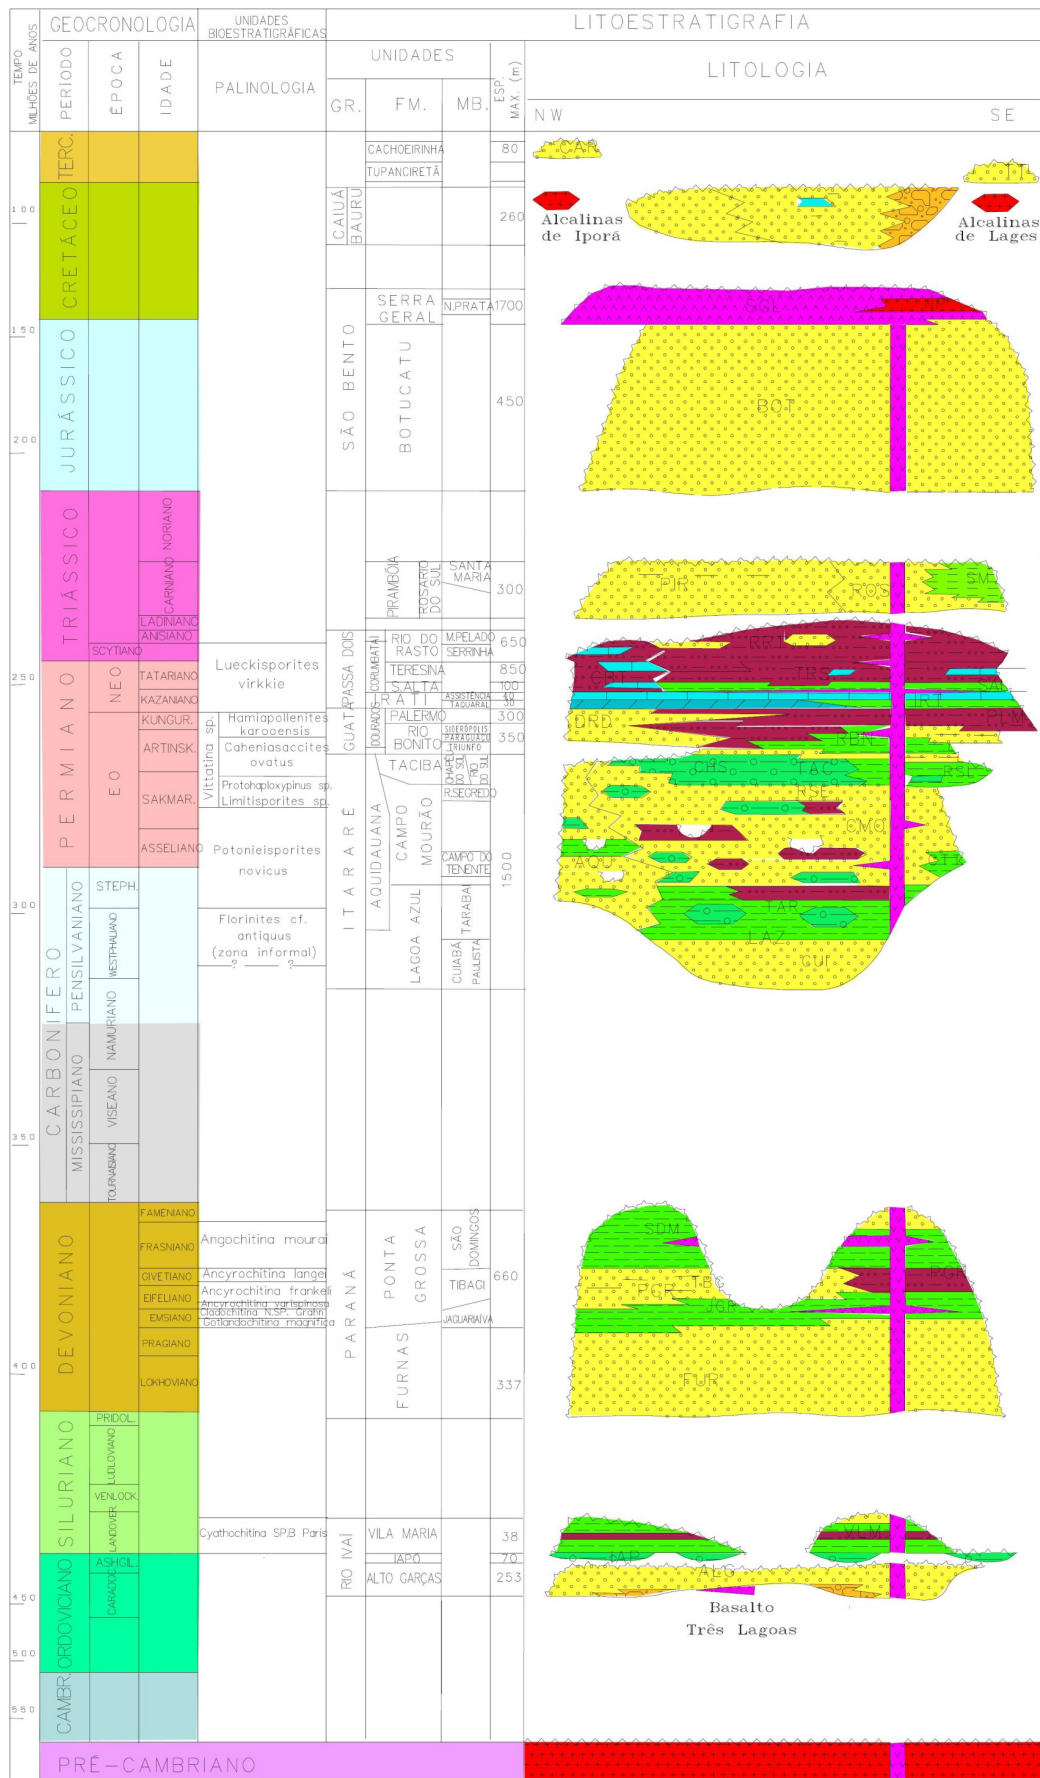 GEOCRONOLOGIA
UNIDADES
BIOESTRATIGRÁFICAS
LITOESTRATIGRAFIA
TEMPO
MILHÕES DE ANOS
PERÍODO
ÉPOCA
IDADE
PALINOLOGIA
UNIDADES
GR.
FM.
MB.
ESP.
MAX. (m)
LITOLOGIA
NW
SE
TERC.
CACHOEIRINHA
80
TUPANCIRETÃ
CAR
TT
CRETÁCEO
100
CAIUÁ
BAURU
260
Alcalinas
de Iporá
Alcalinas
de Lages
150
SERRA
GERAL
N.PRATA
1700
SGL
JURÁSSICO
200
SÃO BENTO
BOTUCATU
450
BOT
TRIÁSSICO
NORIANO
CARNIANO
LADINIANO
ANISIANO
SCYTIANO
PIRAMBÓIA
ROSÁRIO
DO SUL
SANTA
MARIA
300
PIR
ROS
SM
250
PERMIANO
NEO
TATARIANO
KAZANIANO
Lueckisporites
virkkie
PASSA DOIS
CORUMBATAÍ
RIO DO
RASTO
M.PELADO
SERRINHA
650
TERESINA
850
S.ALTA
100
IRATI
ASSISTÊNCIA
40
TAQUARAL
30
RRT
CBT
TRS
SAL
IRT
EO
KUNGUR.
ARTINSK.
SAKMAR.
ASSELIANO
Vittatina sp.
Hamiapollenites
karooensis
Caheniasaccites
ovatus
Protohaploxypinus sp.
Limitisporites sp.
Potonieisporites
novicus
GUATÁ
DOURADOS
PALERMO
300
RIO
BONITO
SIDERÓPOLIS
PARAGUAÇU
TRIUNFO
350
DRD
PLM
RBN
ITARARÉ
AQUIDAUANA
TACIBA
CHAPÉU
DO SUL
RIO
DO SUL
R.SEGREDO
CAMPO
MOURÃO
CAMPO DO
TENENTE
1500
CHS
TAC
RSL
RSE
CMO
AQU
CTN
300
CARBONIFERO
PENSILVANIANO
STEPH.
WESTPHALIANO
NAMURIANO
Florinites cf.
antiquus
(zona informal)
? ?
LAGOA AZUL
TARABAI
CUIABÁ
PAULISTA
TAR
LAZ
CUI
MISSISSIPIANO
VISEANO
TOURNAISIANO
350
DEVONIANO
FAMENIANO
FRASNIANO
GIVETIANO
EIFELIANO
EMSIANO
PRAGIANO
LOKHOVIANO
400
Angochitina mourai
Ancyrochitina langei
Ancyrochitina frankeli
Ancyrochitina varispinosa
Cladochitina N.SP. Grahn
Gotlandochitina magnifica
PARANÁ
PONTA
GROSSA
SÃO
DOMINGOS
TIBAGI
JAGUARIAÍVA
660
FURNAS
337
SDM
TBG
PGR
PGR
JGR
FUR
SILURIANO
PRIDOL.
LUDLOVIANO
VENLOCK.
LANDOVER.
Cyathochitina SP.B Paris
RIO IVAÍ
VILA MARIA
38
IAPÓ
70
ALTO GARÇAS
253
VLM
IAP
ALG
ORDOVICIANO
ASHGIL.
CARADOC
450
Basalto
Três Lagoas
500
CAMBR.
550
PRÉ-CAMBRIANO